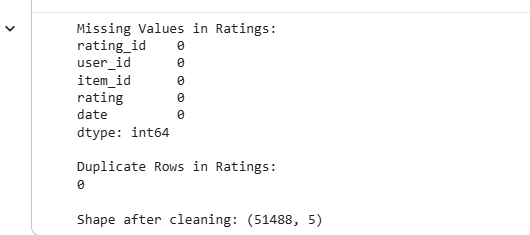 Missing Values in Ratings:
rating_id    0
user_id      0
item_id      0
rating       0
date         0
dtype: int64
Duplicate Rows in Ratings:
0
Shape after cleaning: (51488, 5)